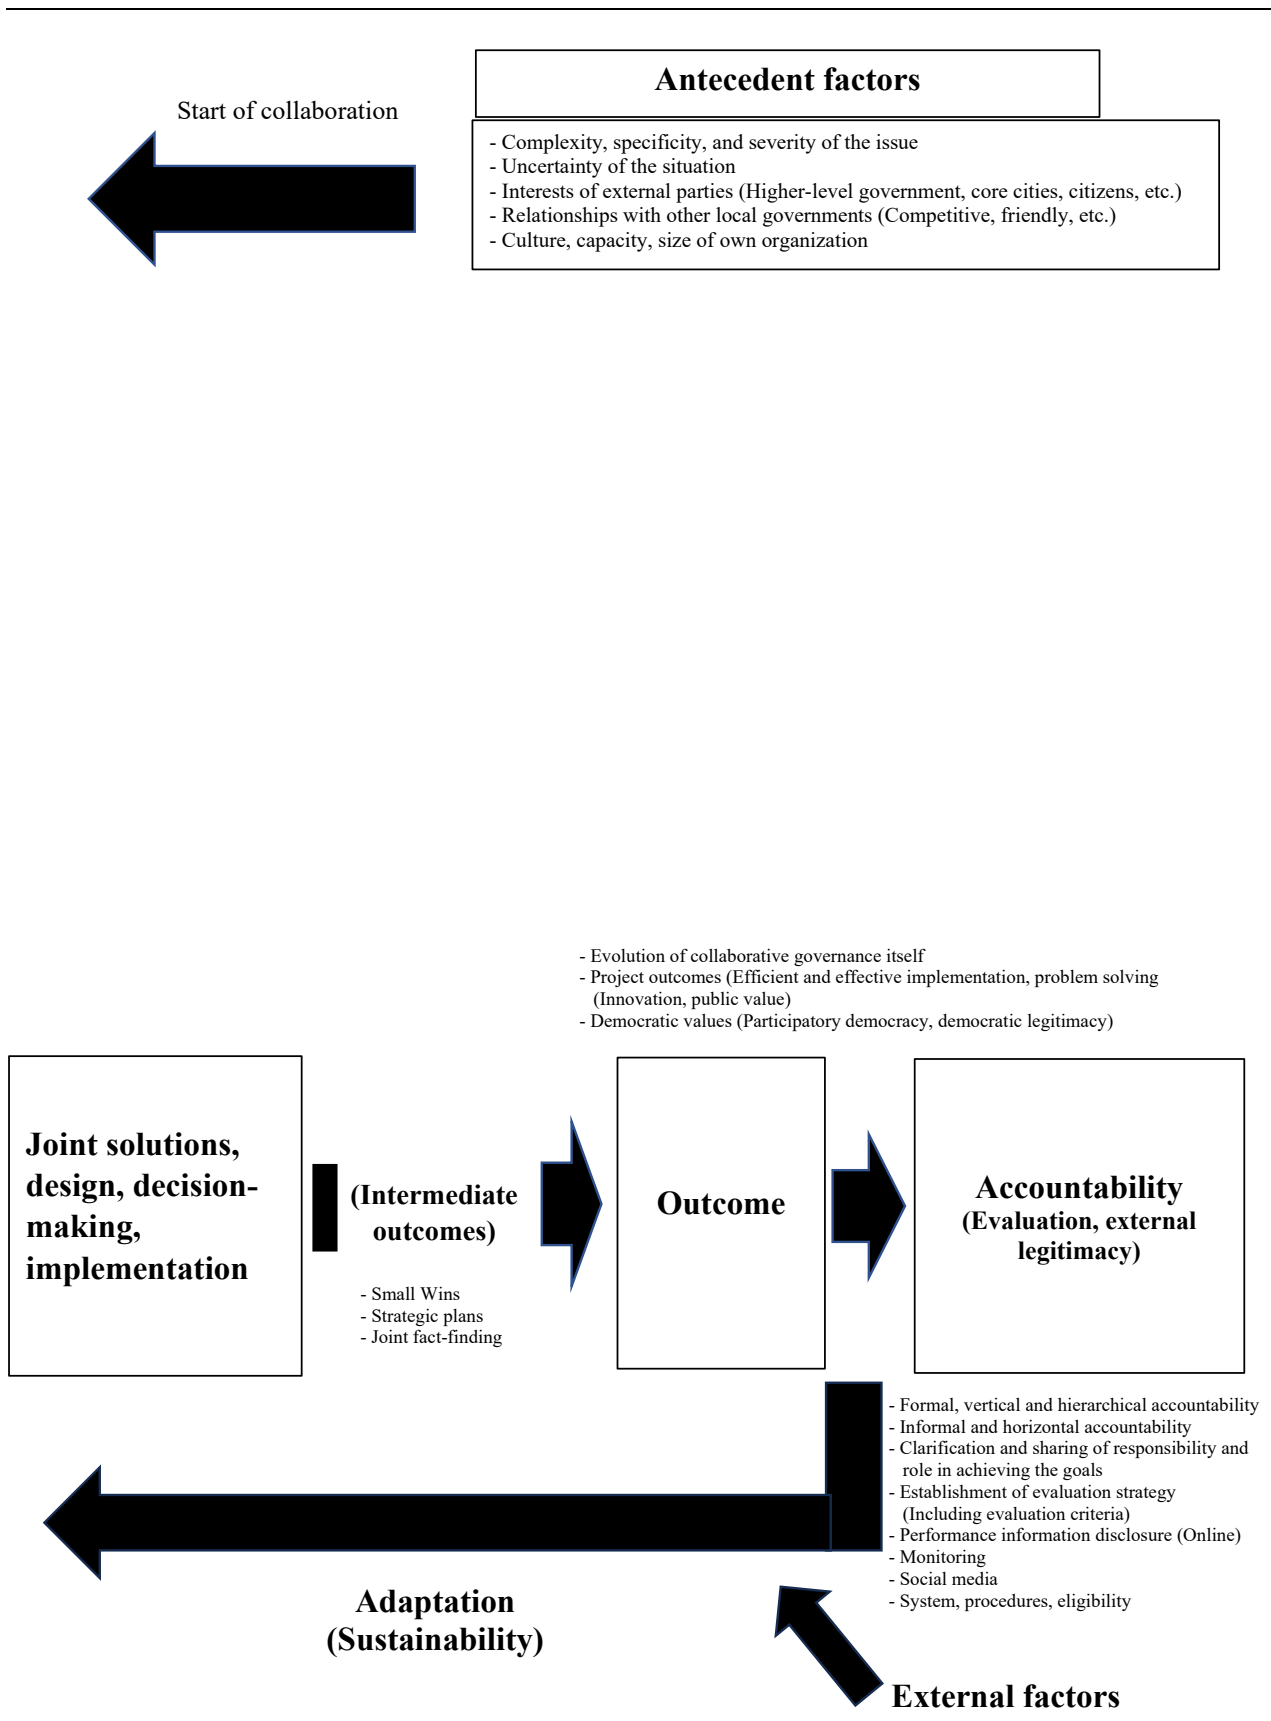 Antecedent factors
Start of collaboration
- Complexity, specificity, and severity of the issue
- Uncertainty of the situation
- Interests of external parties (Higher-level government, core cities, citizens, etc.)
- Relationships with other local governments (Competitive, friendly, etc.)
- Culture, capacity, size of own organization
- Evolution of collaborative governance itself
- Project outcomes (Efficient and effective implementation, problem solving
(Innovation, public value)
- Democratic values (Participatory democracy, democratic legitimacy)
Joint solutions,
design, decision-
making,
implementation
(Intermediate
outcomes)
- Small Wins
- Strategic plans
- Joint fact-finding
Outcome
Accountability
(Evaluation, external
legitimacy)
- Formal, vertical and hierarchical accountability
- Informal and horizontal accountability
- Clarification and sharing of responsibility and
role in achieving the goals
- Establishment of evaluation strategy
(Including evaluation criteria)
- Performance information disclosure (Online)
- Monitoring
- Social media
- System, procedures, eligibility
Adaptation
(Sustainability)
External factors